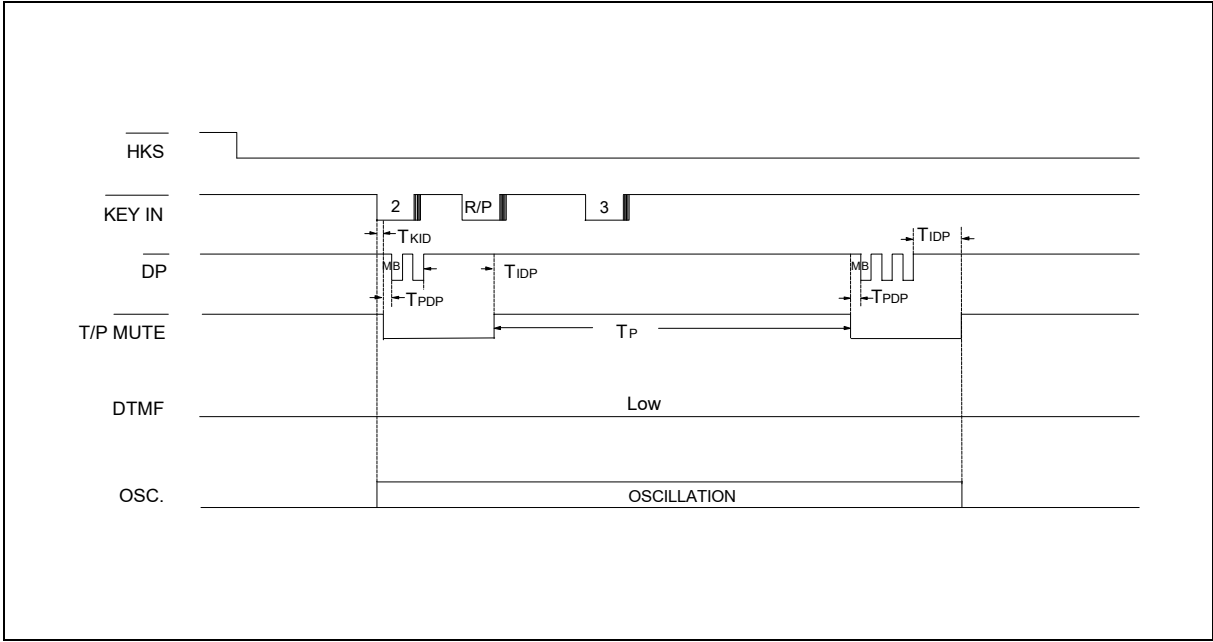 HKS
KEY IN
2
R/P
3
TKID
TIDP
DP
MB
TIDP
MB
TPDP
TPDP
T/P MUTE
TP
DTMF
Low
OSC.
OSCILLATION